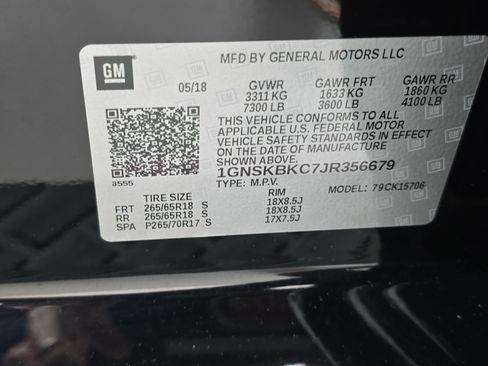 GM
MFD BY GENERAL MOTORS LLC
05/18 GVWR GAWR FRT GAWR RR
3311 KG 1633 KG 1860 KG
7300 LB 3600 LB 4100 LB
THIS VEHICLE CONFORMS TO ALL
APPLICABLE U.S. FEDERAL MOTOR
VEHICLE SAFETY STANDARDS IN
EFFECT ON THE DATE OF MANUFACTURE
SHOWN ABOVE.
1GNSKBKC7JR356679
8555 TYPE: M.P.V. MODEL: 79 CK15706
TIRE SIZE RIM
FRT 265/65R18 S 18X8.5J
RR 265/65R18 S 18X8.5J
SPA P265/70R17 S 17X7.5J